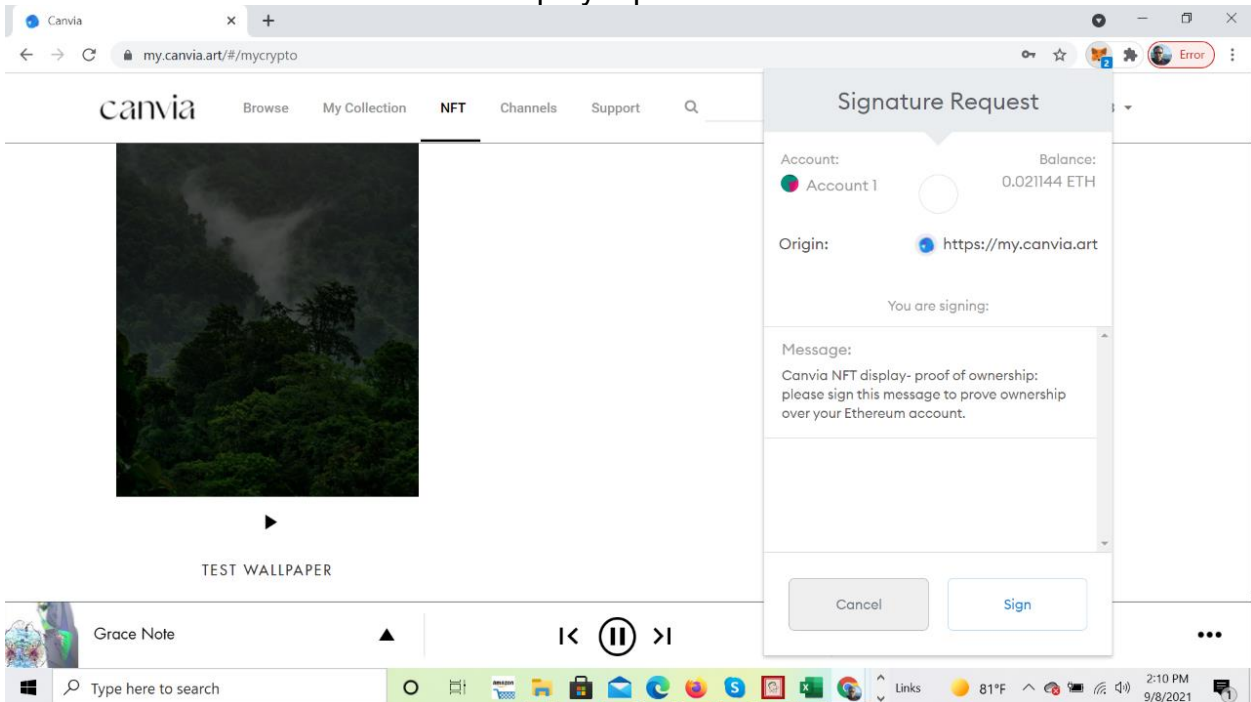 Canvia
my.canvia.art/#/mycrypto
2
Error
canvia
Browse
My Collection
NFT
Channels
Support
Signature Request
Account:
Balance:
Account 1
0.021144 ETH
Origin:
https://my.canvia.art
You are signing:
Message:
Canvia NFT display- proof of ownership:
please sign this message to prove ownership
over your Ethereum account.
TEST WALLPAPER
Cancel
Sign
Grace Note
Type here to search
Links
81°F
2:10 PM
9/8/2021
1